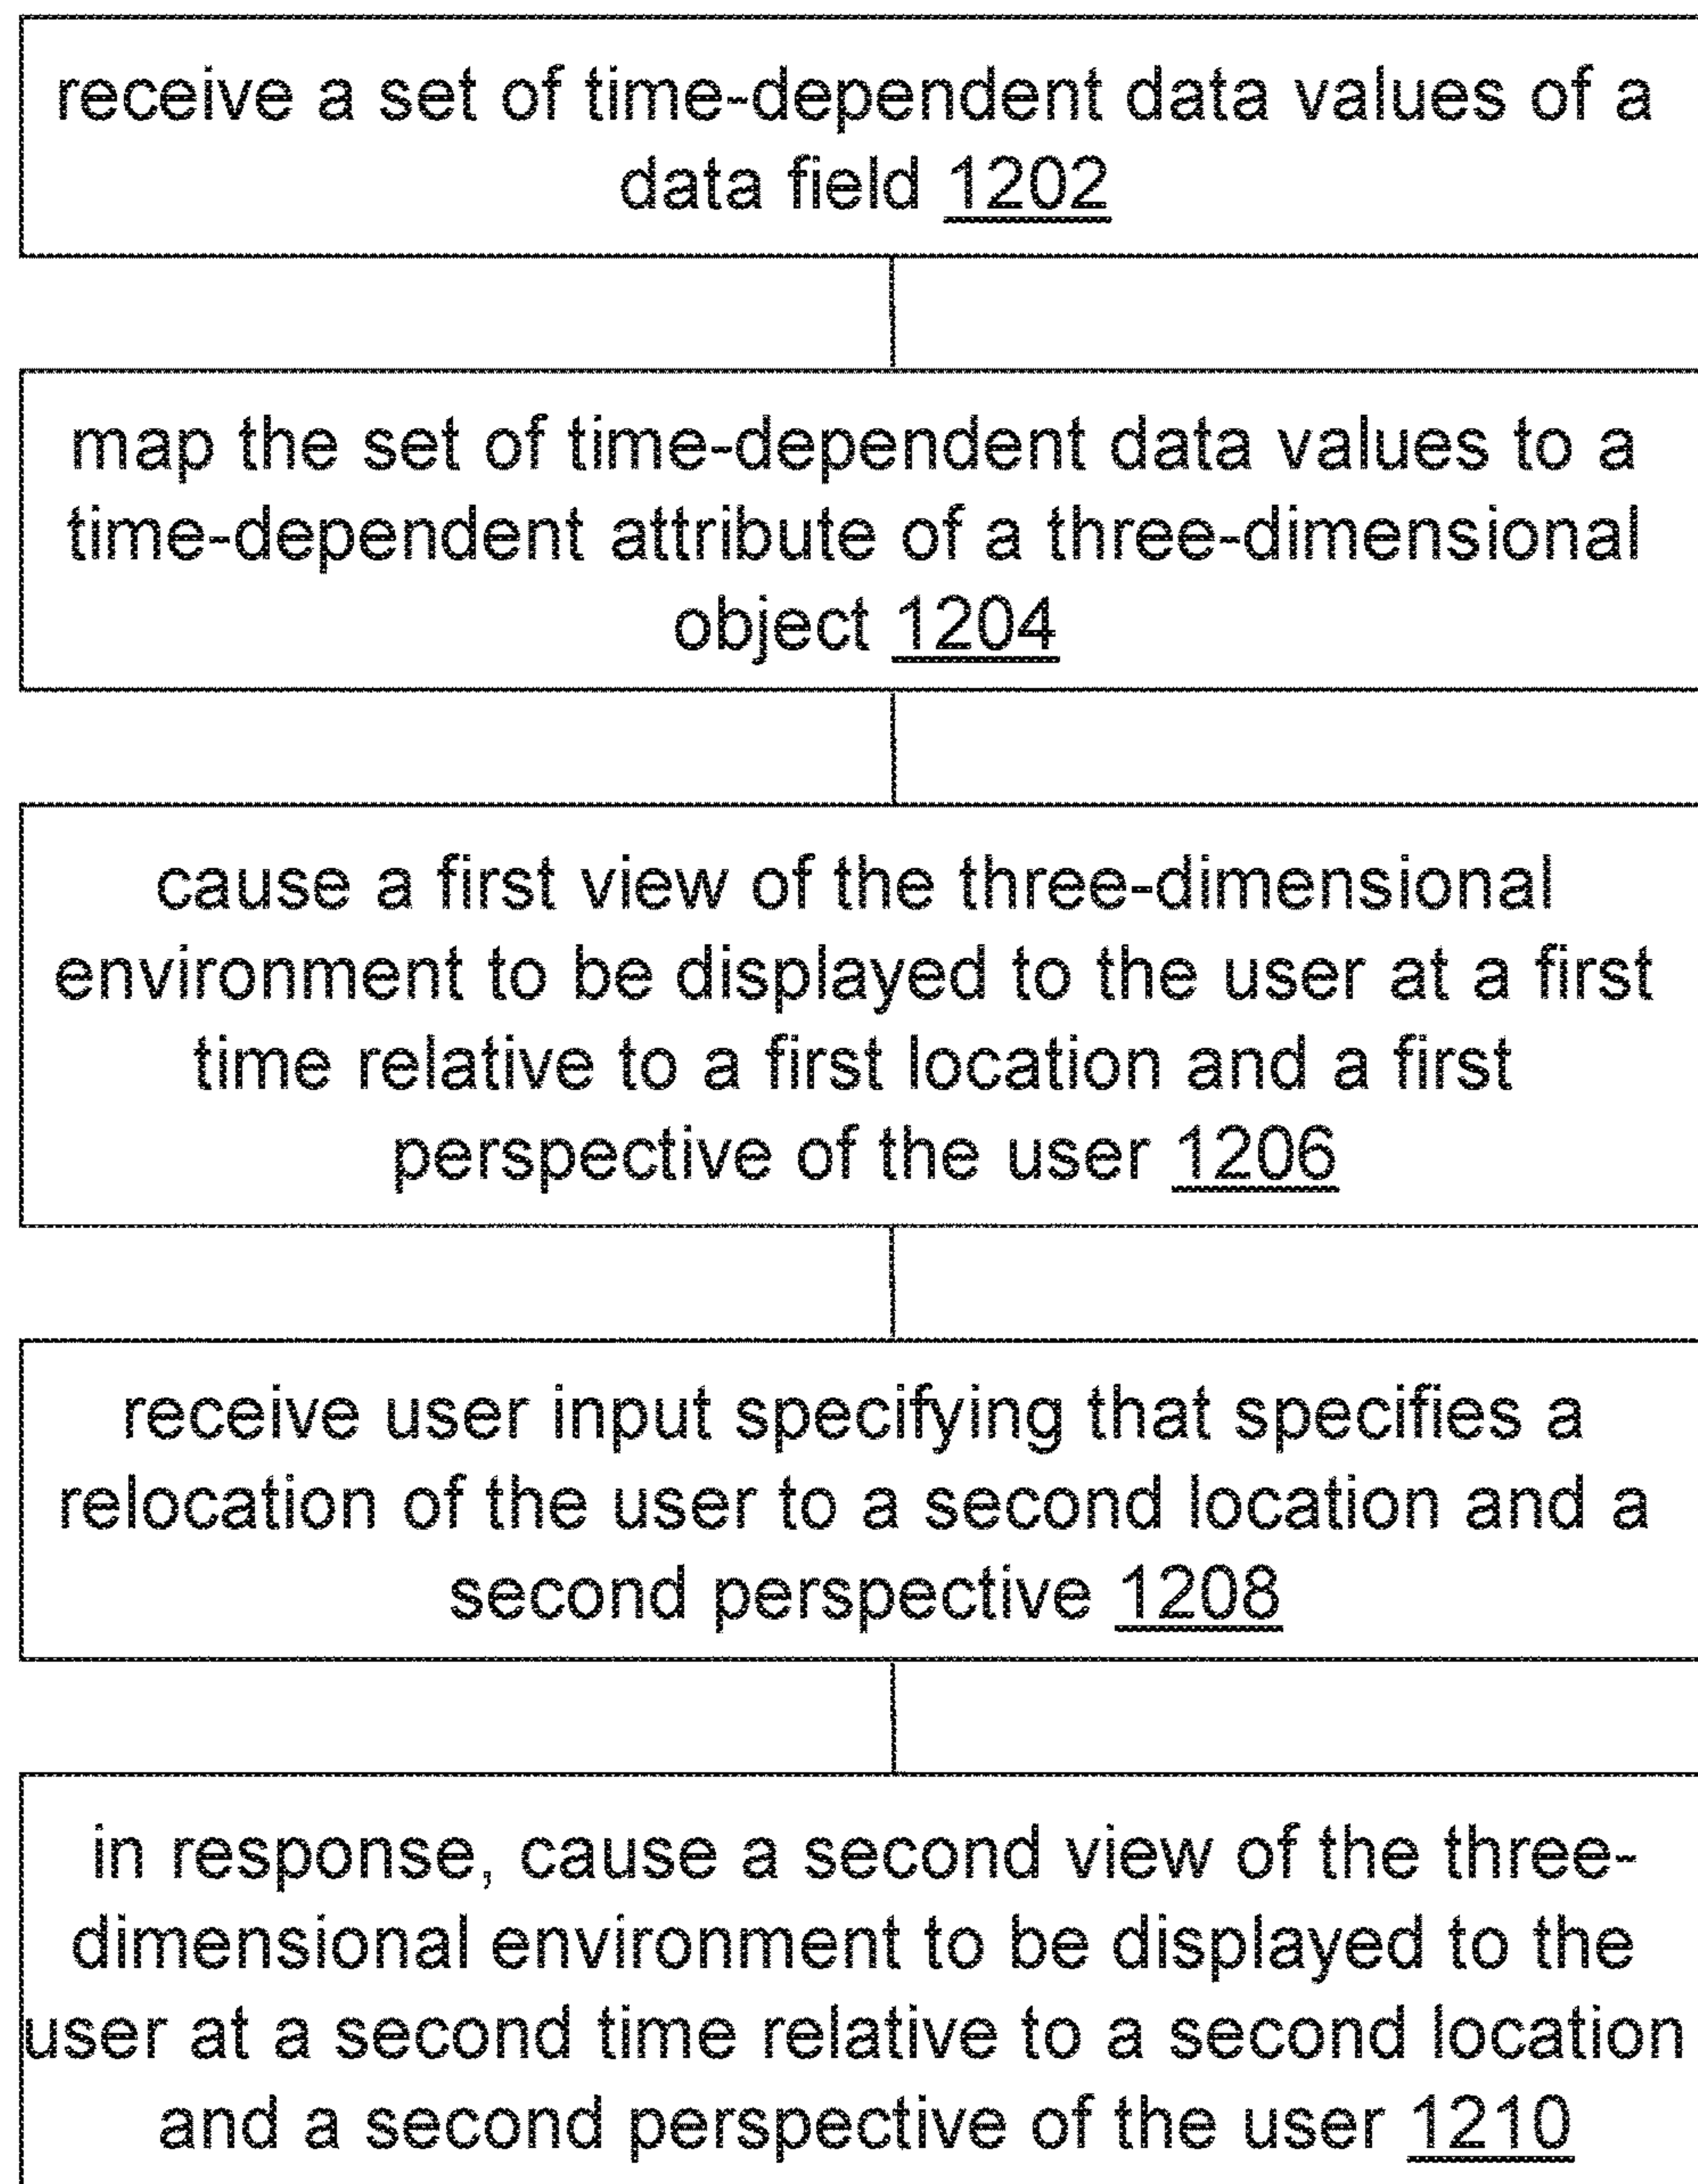 receive a set of time-dependent data values of a
data field 1202
map the set of time-dependent data values to a
time-dependent attribute of a three-dimensional
object 1204
cause a first view of the three-dimensional
environment to be displayed to the user at a first
time relative to a first location and a first
perspective of the user 1206
receive user input specifying that specifies a
relocation of the user to a second location and a
second perspective 1208
in response, cause a second view of the three-
dimensional environment to be displayed to the
user at a second time relative to a second location
and a second perspective of the user 1210